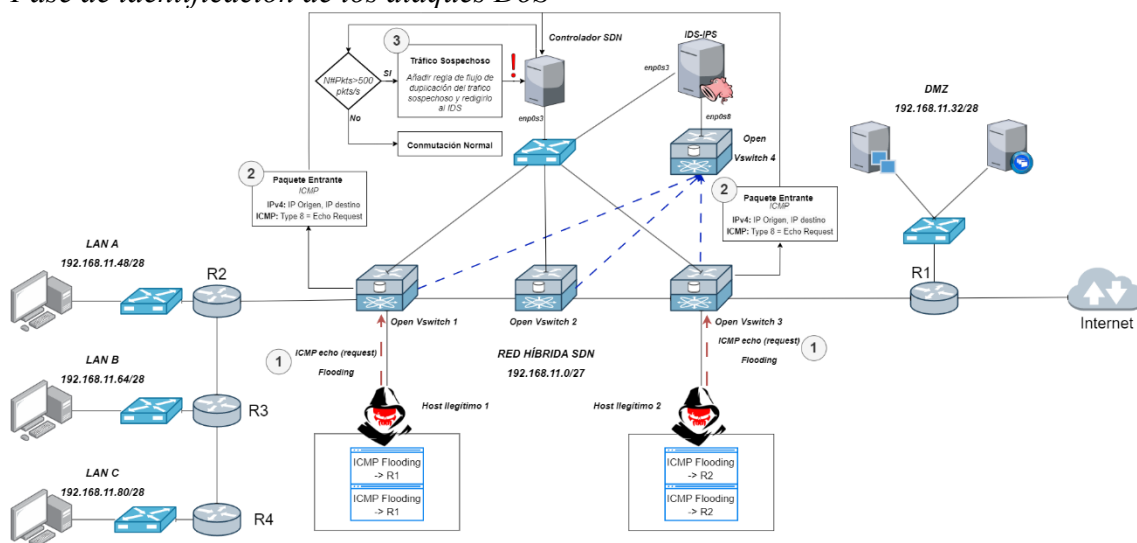 Fase de identificación de los ataques DoS
3
Tráfico Sospechoso
Añadir regla de flujo de
duplicación del trafico
sospechoso y redirigirlo
al IDS
!
Controlador SDN
IDS-IPS
N#Pkts>500
pkts/s
SI
No
Conmutación Normal
enp0s3
enp0s3
enp0s8
Open
Vswitch 4
DMZ
192.168.11.32/28
2
Paquete Entrante
ICMP
IPv4: IP Origen, IP destino
ICMP: Type 8 = Echo Request
2
Paquete Entrante
ICMP
IPv4: IP Origen, IP destino
ICMP: Type 8 = Echo Request
LAN A
192.168.11.48/28
R2
R1
Internet
Open Vswitch 1
Open Vswitch 2
Open Vswitch 3
1
ICMP echo (request)
Flooding
RED HÍBRIDA SDN
192.168.11.0/27
ICMP echo (request)
Flooding
1
LAN B
192.168.11.64/28
R3
Host Ilegítimo 1
Host Ilegítimo 2
LAN C
192.168.11.80/28
R4
ICMP Flooding
-> R1
ICMP Flooding
-> R1
ICMP Flooding
-> R2
ICMP Flooding
-> R2